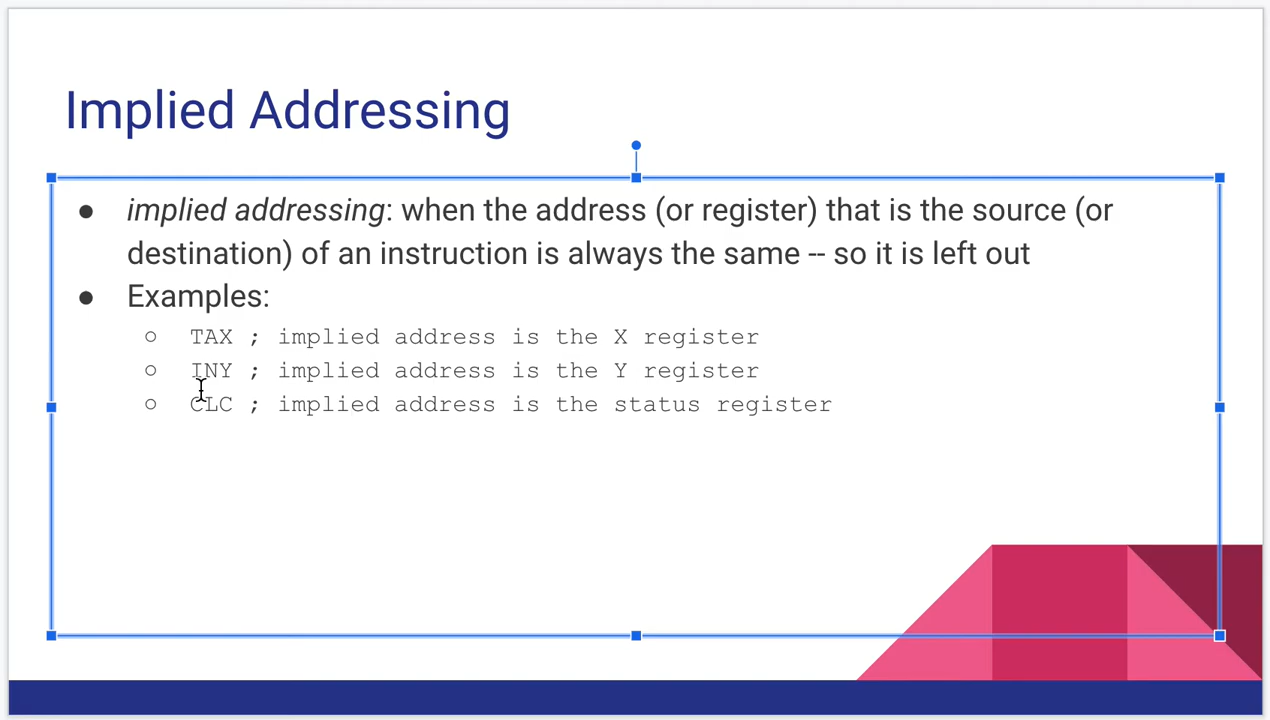 Implied Addressing
● implied addressing: when the address (or register) that is the source (or
destination) of an instruction is always the same -- so it is left out
● Examples:
○ TAX ; implied address is the X register
○ INY ; implied address is the Y register
○ CLC ; implied address is the status register